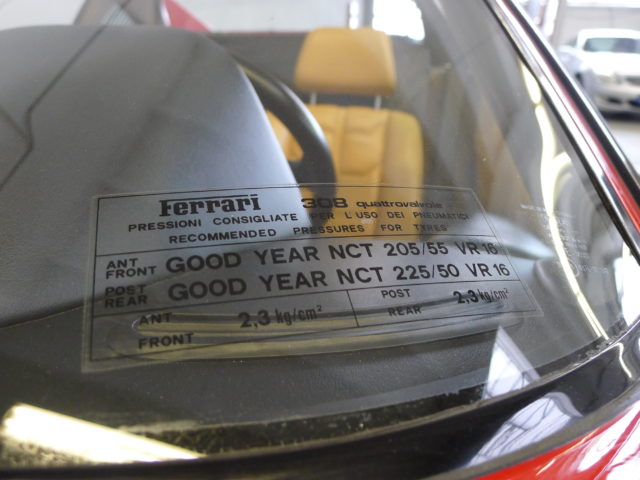 Ferrari 308 quattrovalvole
PRESSIONI CONSIGLIATE PER L'USO DEI PNEUMATICI
RECOMMENDED PRESSURES FOR TYRES
ANT FRONT GOOD YEAR NCT 205/55 VR 16
POST REAR GOOD YEAR NCT 225/50 VR 16
ANT FRONT 2,3 kg/cm² POST REAR 2,3 kg/cm²